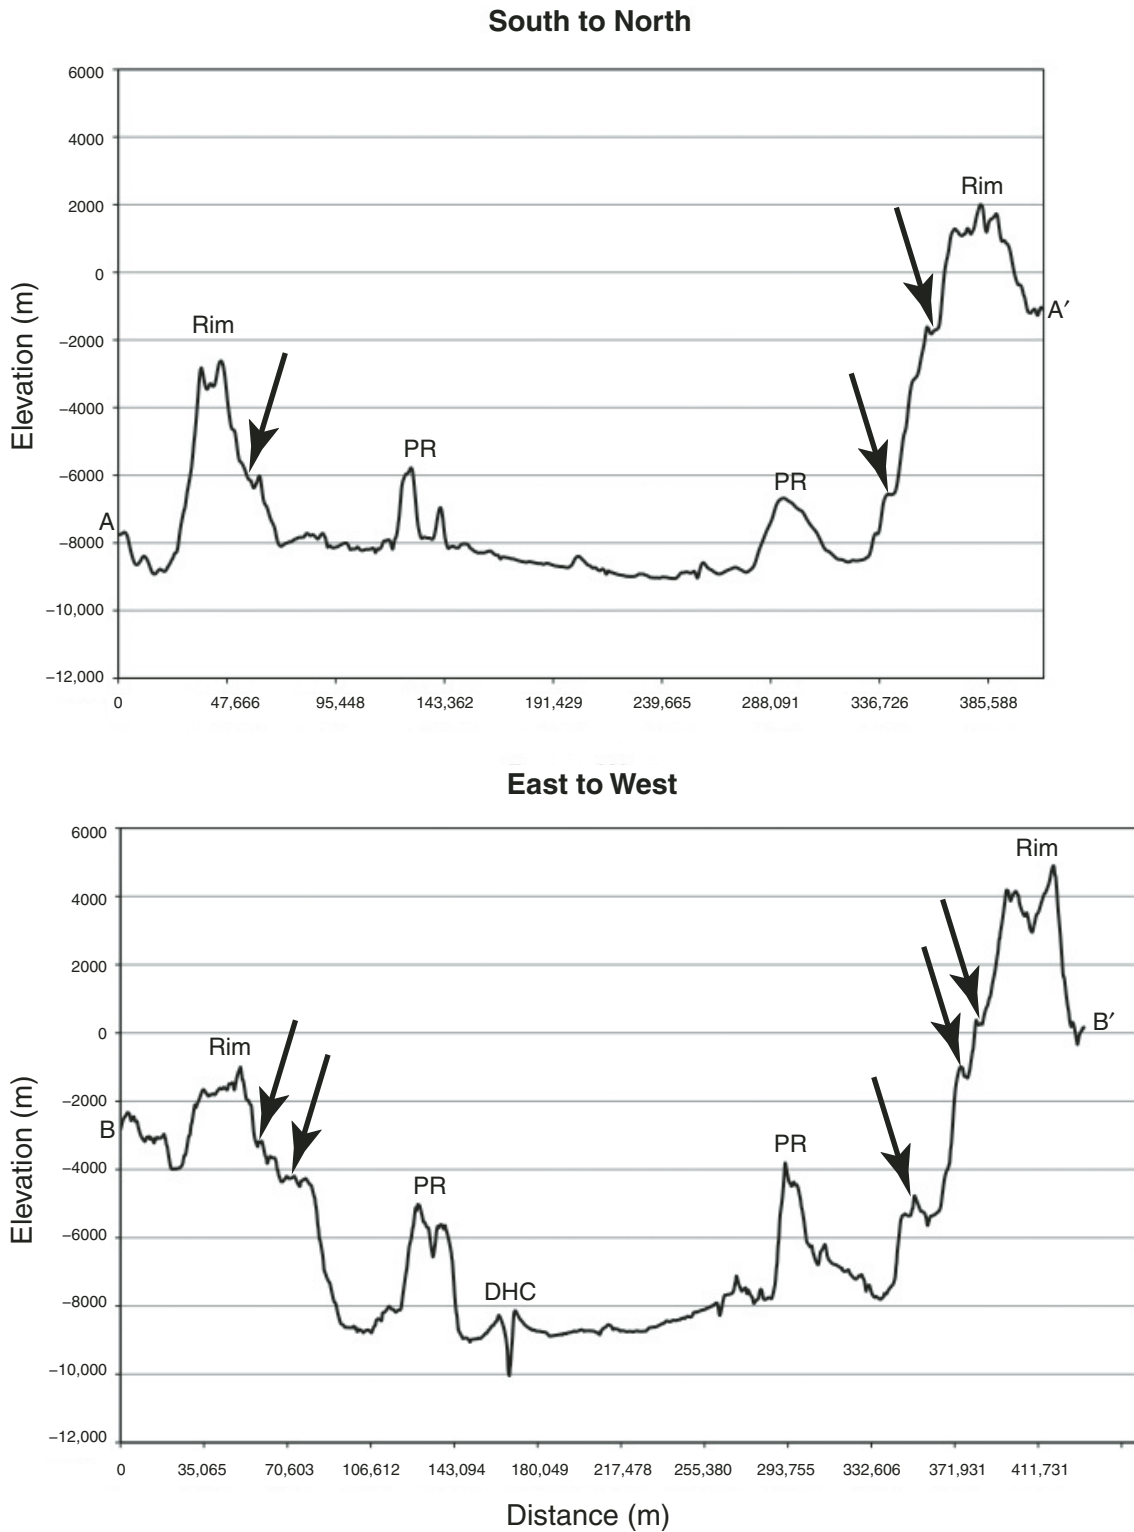 South to North
6000
4000
2000
0
−2000
−4000
−6000
−8000
−10,000
−12,000
Elevation (m)
Rim
PR
PR
Rim
A
A′
0 47,666 95,448 143,362 191,429 239,665 288,091 336,726 385,588
East to West
6000
4000
2000
0
−2000
−4000
−6000
−8000
−10,000
−12,000
Elevation (m)
Rim
PR
DHC
PR
Rim
B
B′
0 35,065 70,603 106,612 143,094 180,049 217,478 255,380 293,755 332,606 371,931 411,731
Distance (m)